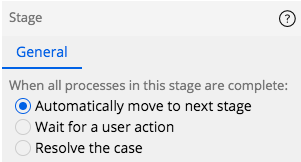 Stage ?
General
When all processes in this stage are complete:
Automatically move to next stage
Wait for a user action
Resolve the case